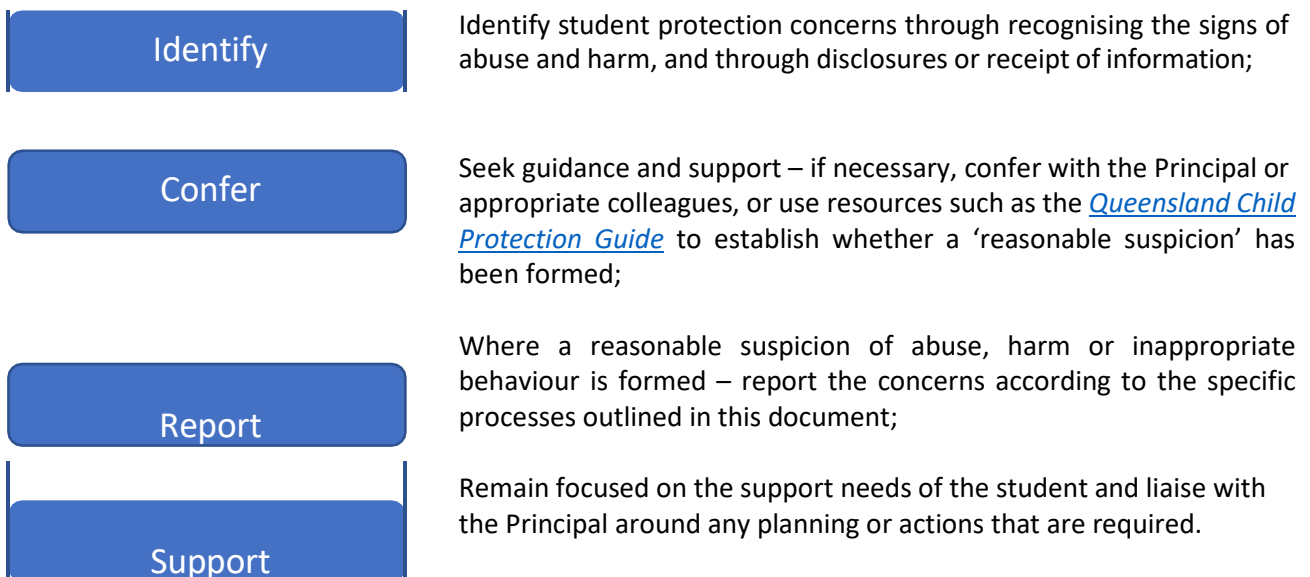 Identify
Identify student protection concerns through recognising the signs of
abuse and harm, and through disclosures or receipt of information;
Confer
Seek guidance and support – if necessary, confer with the Principal or
appropriate colleagues, or use resources such as the Queensland Child
Protection Guide to establish whether a ‘reasonable suspicion’ has
been formed;
Report
Where a reasonable suspicion of abuse, harm or inappropriate
behaviour is formed – report the concerns according to the specific
processes outlined in this document;
Support
Remain focused on the support needs of the student and liaise with
the Principal around any planning or actions that are required.